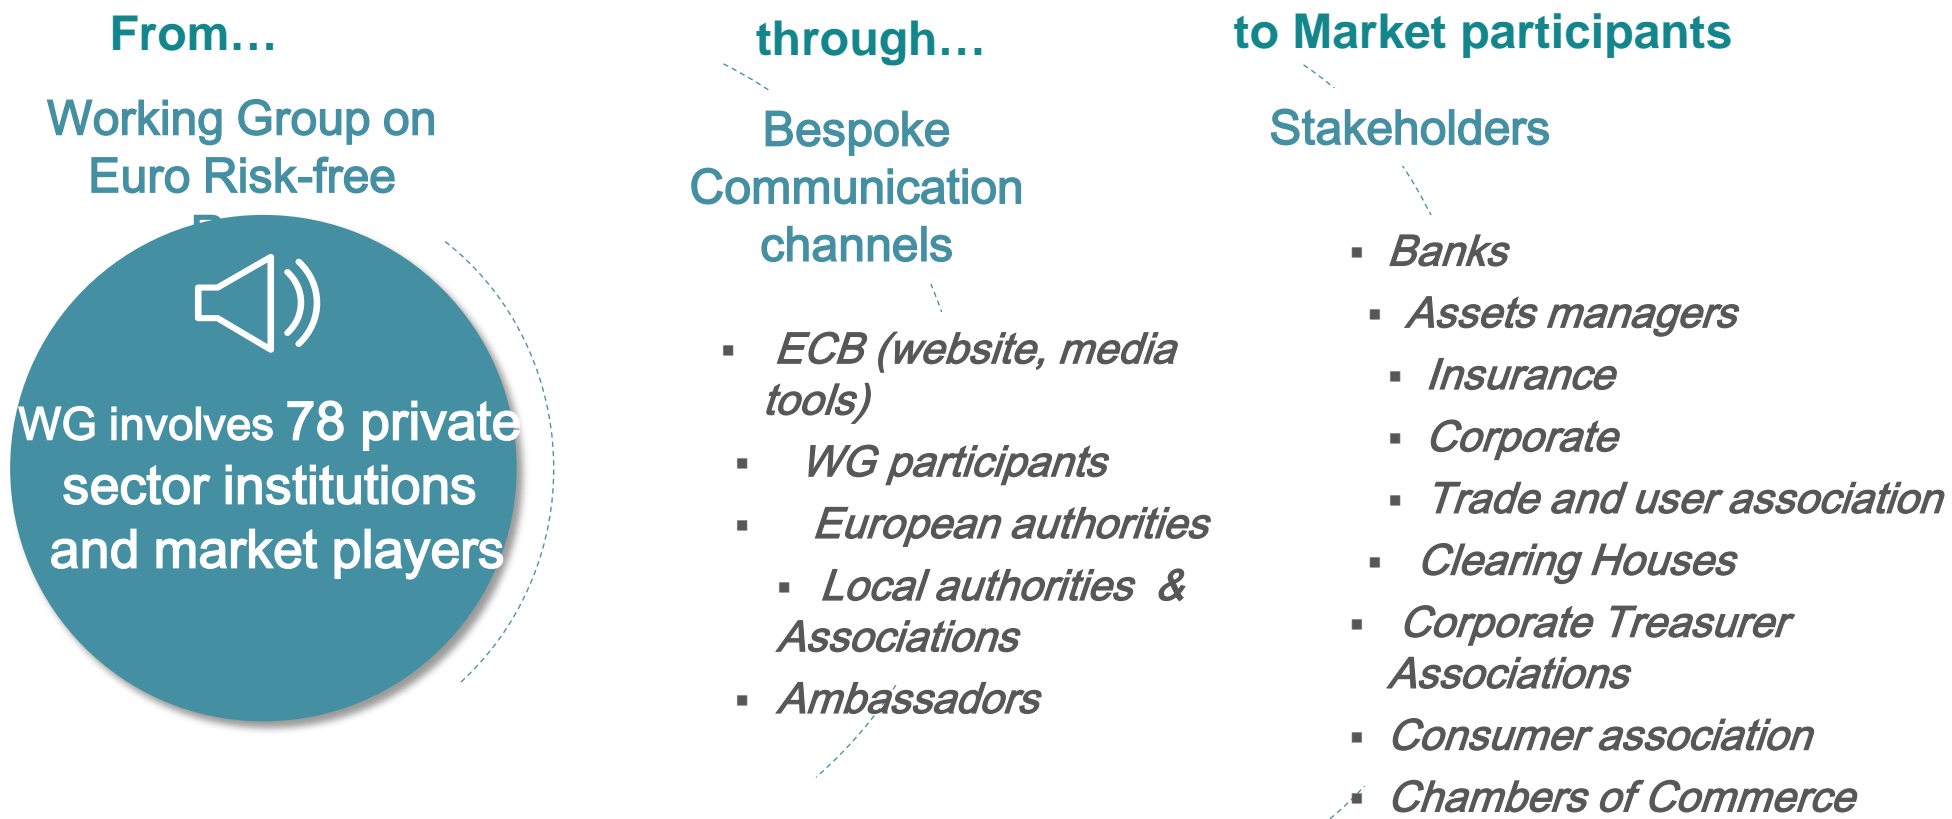 From…
Working Group on
Euro Risk-free
WG involves 78 private
sector institutions
and market players
through…
Bespoke
Communication
channels
▪ ECB (website, media
tools)
▪ WG participants
▪ European authorities
▪ Local authorities &
Associations
▪ Ambassadors
to Market participants
Stakeholders
▪ Banks
▪ Assets managers
▪ Insurance
▪ Corporate
▪ Trade and user association
▪ Clearing Houses
▪ Corporate Treasurer
Associations
▪ Consumer association
▪ Chambers of Commerce